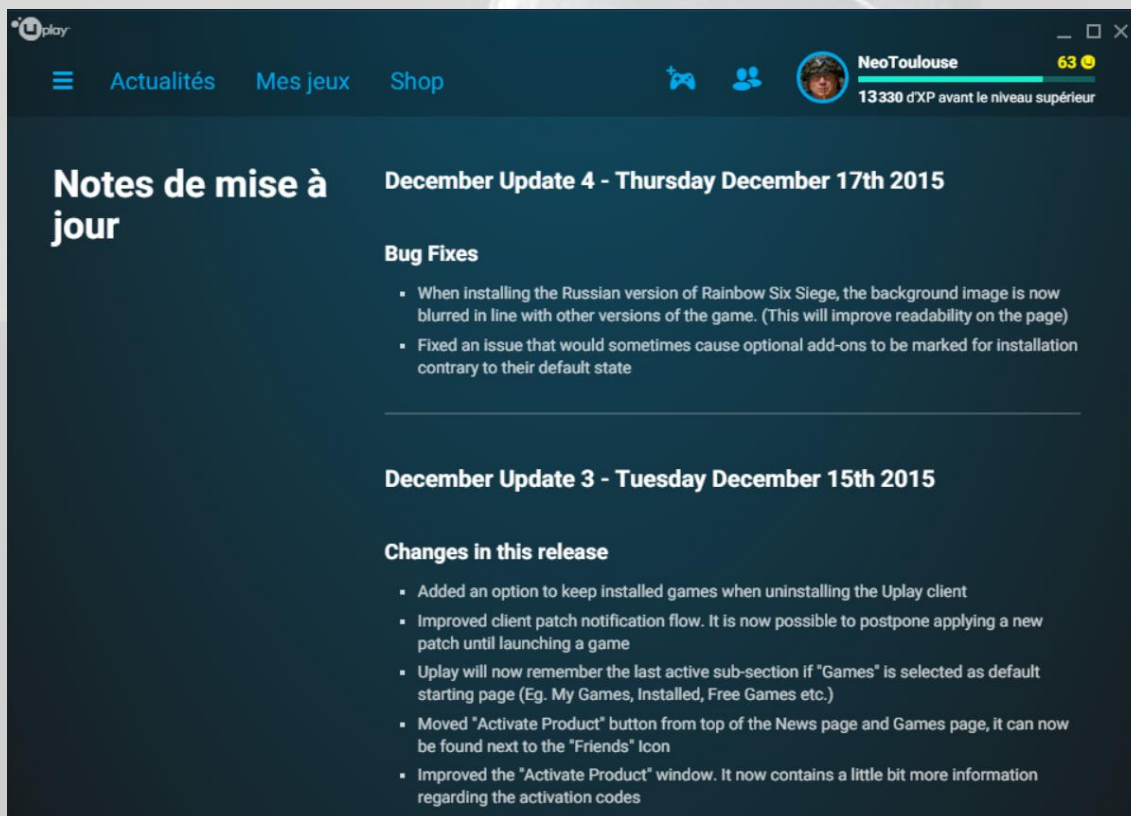 Uplay
Actualités Mes jeux Shop
NeoToulouse 63
13 330 d'XP avant le niveau supérieur
Notes de mise à
jour
December Update 4 - Thursday December 17th 2015
Bug Fixes
▪ When installing the Russian version of Rainbow Six Siege, the background image is now
blurred in line with other versions of the game. (This will improve readability on the page)
▪ Fixed an issue that would sometimes cause optional add-ons to be marked for installation
contrary to their default state
December Update 3 - Tuesday December 15th 2015
Changes in this release
▪ Added an option to keep installed games when uninstalling the Uplay client
▪ Improved client patch notification flow. It is now possible to postpone applying a new
patch until launching a game
▪ Uplay will now remember the last active sub-section if "Games" is selected as default
starting page (Eg. My Games, Installed, Free Games etc.)
▪ Moved "Activate Product" button from top of the News page and Games page, it can now
be found next to the "Friends" Icon
▪ Improved the "Activate Product" window. It now contains a little bit more information
regarding the activation codes